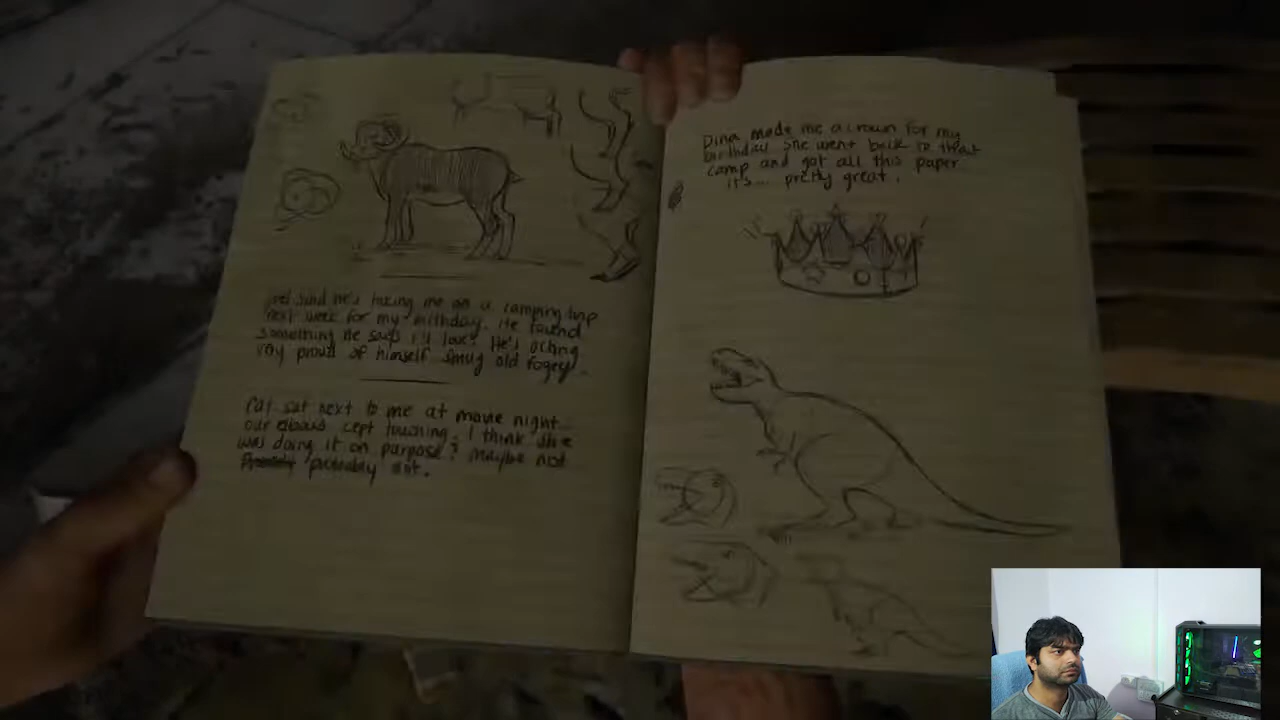 Joel said he's taking me on a camping trip
next week for my birthday. He found
something he says i'll love? He's acting
very proud of himself. Smug old fogey.
Cat sat next to me at movie night..
our elbows kept touching. I think she
was doing it on purpose? Maybe not
probably not.
Dina made me a crown for my
birthday. She went back to that
camp and got all this paper
it's... pretty great.